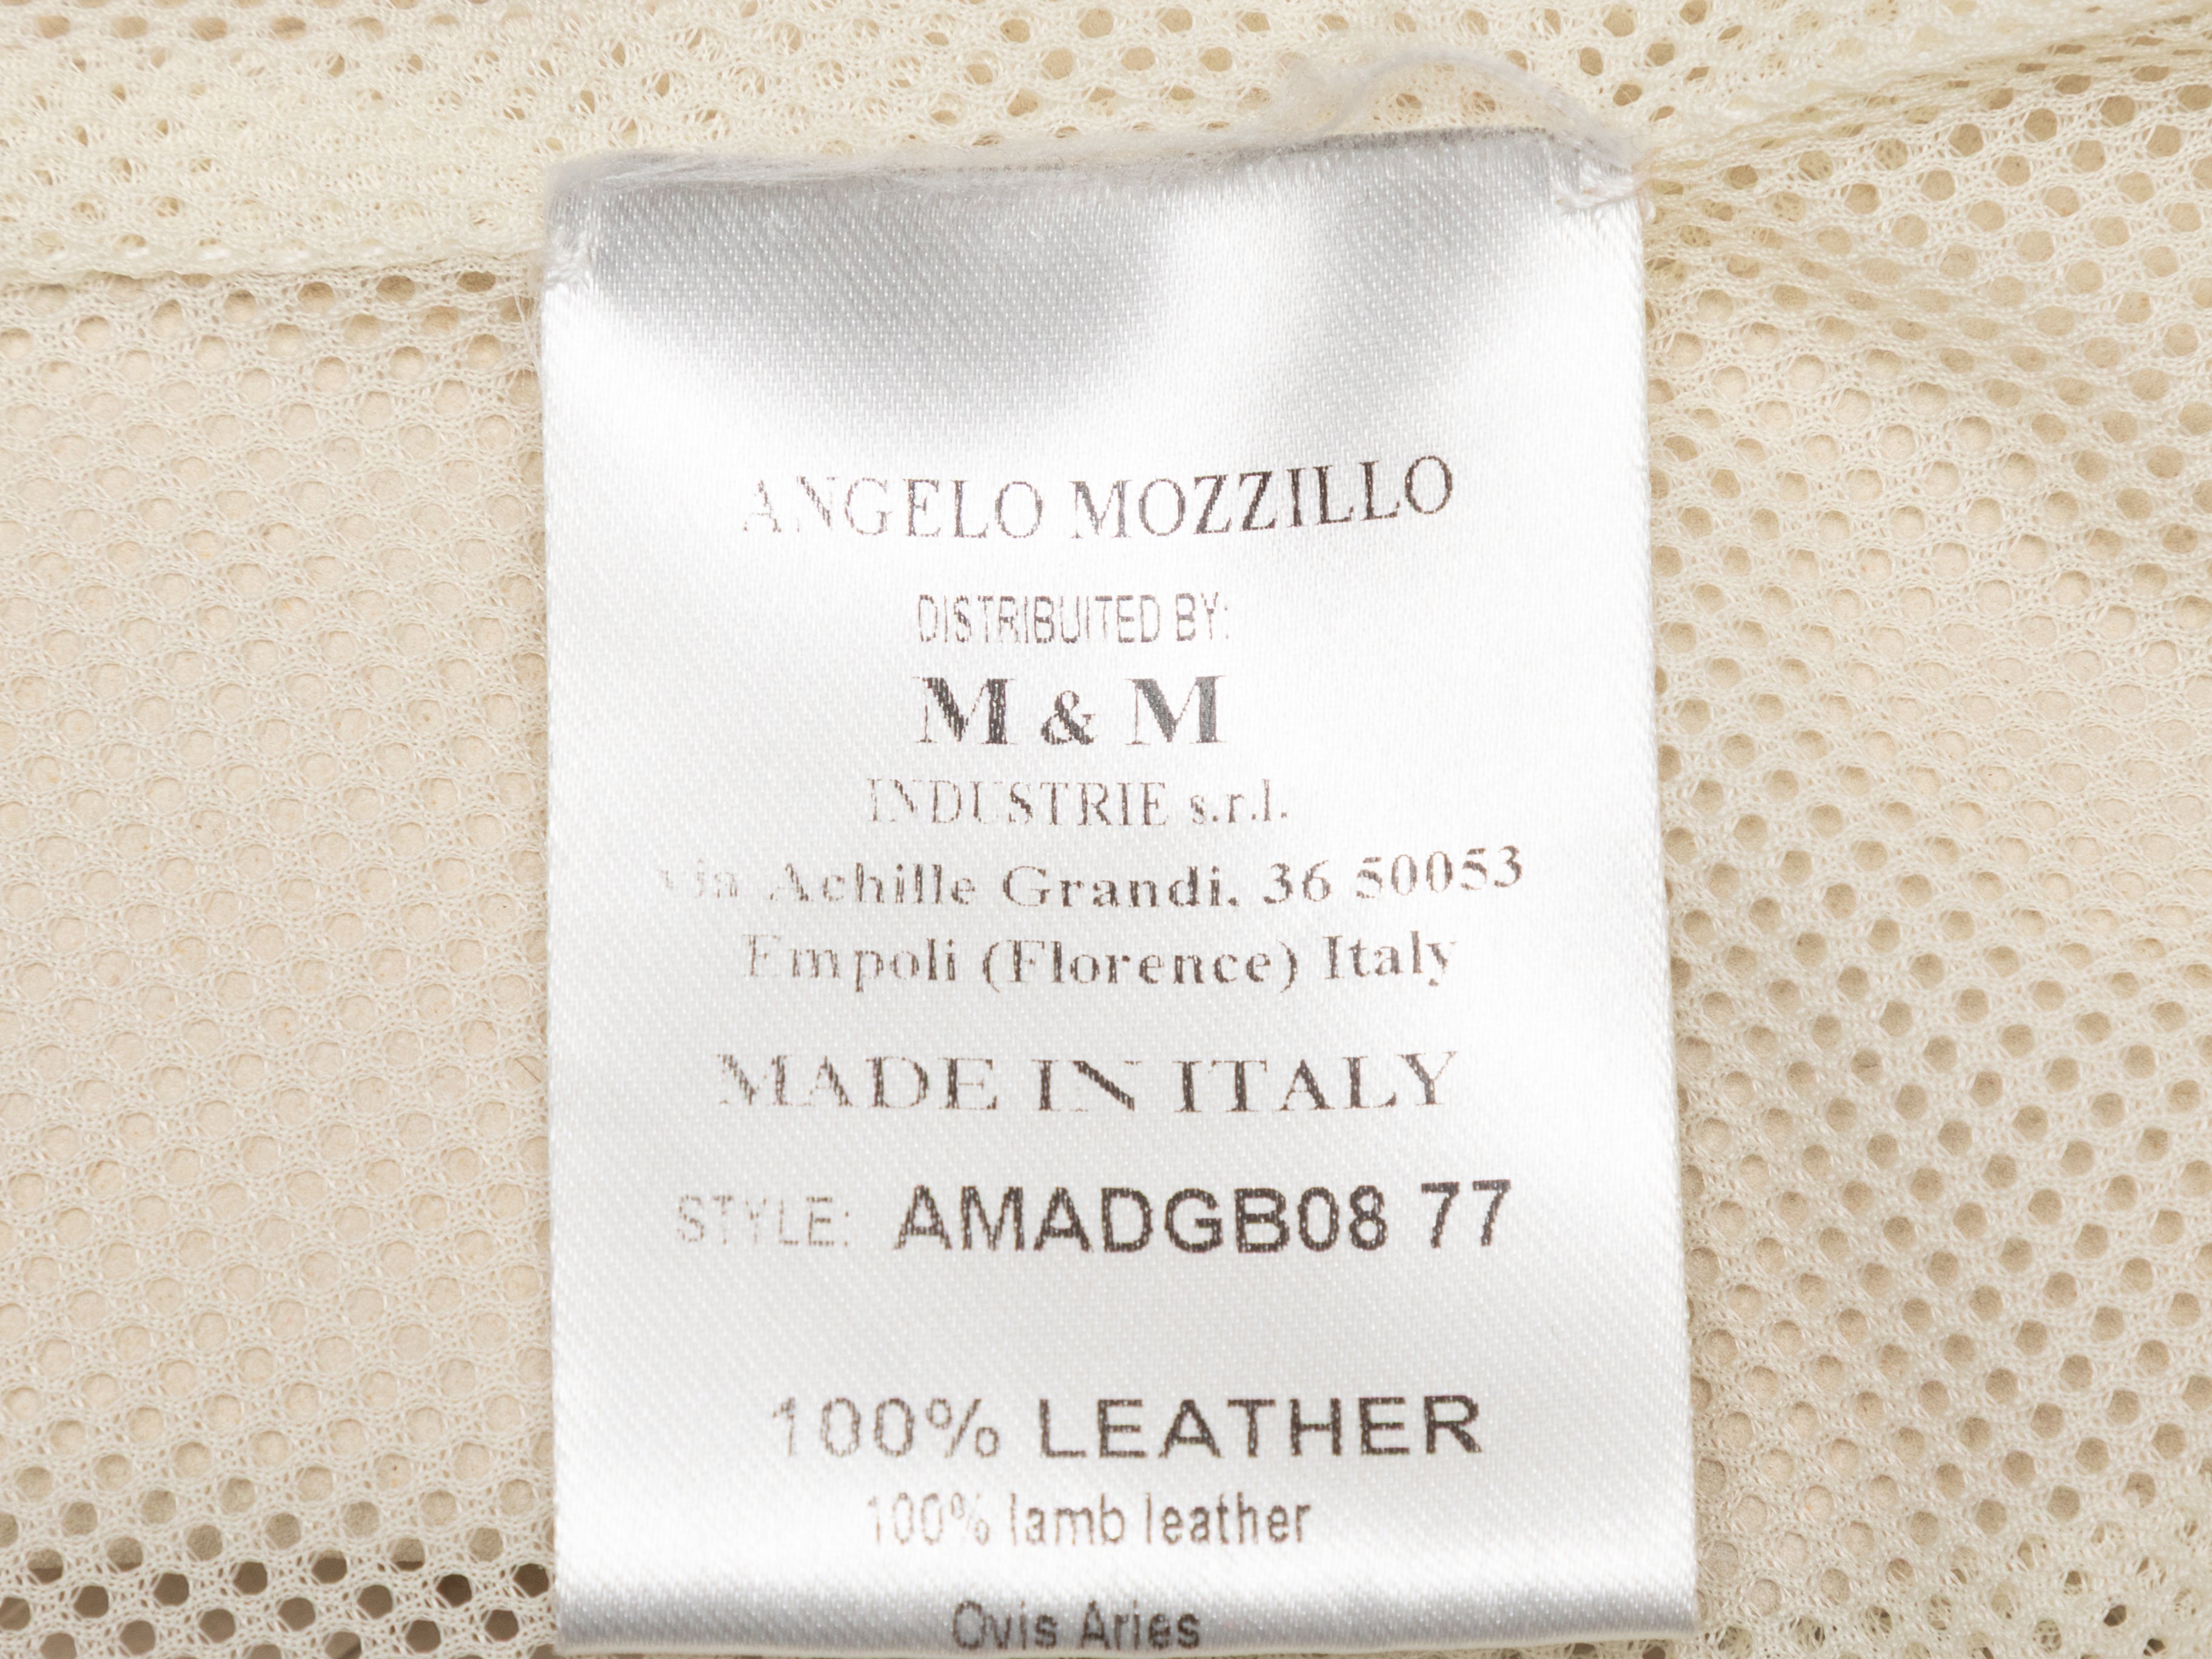 ANGELO MOZZILLO
DISTRIBUITED BY:
M & M
INDUSTRIE s.r.l.
via Achille Grandi, 36 50053
Empoli (Florence) Italy
MADE IN ITALY
STYLE: AMADGB08 77
100% LEATHER
100% lamb leather
Ovis Aries